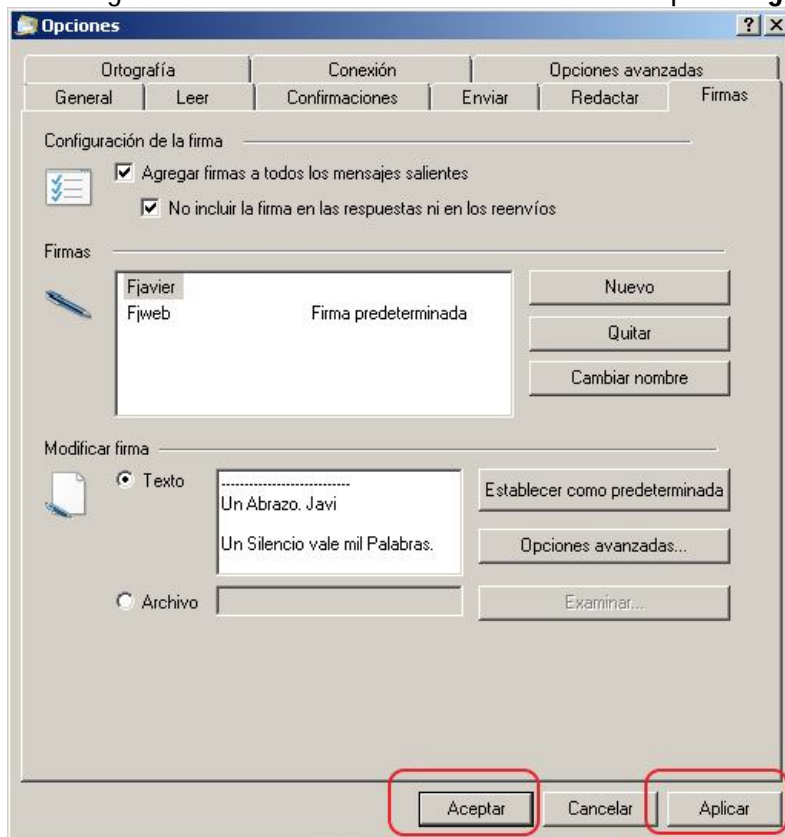 Opciones
Ortografía Conexión Opciones avanzadas
General Leer Confirmaciones Enviar Redactar Firmas
Configuración de la firma
Agregar firmas a todos los mensajes salientes
No incluir la firma en las respuestas ni en los reenvíos
Firmas
Fjavier Nuevo
Fjweb Firma predeterminada
Quitar
Cambiar nombre
Modificar firma
Texto
----------------------------
Un Abrazo. Javi
Establecer como predeterminada
Un Silencio vale mil Palabras.
Opciones avanzadas...
Archivo Examinar...
Aceptar Cancelar Aplicar